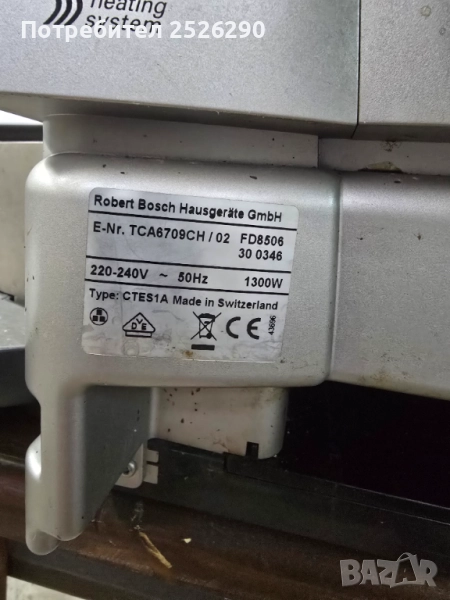 Потребител 2526290
heating
system
Robert Bosch Hausgeräte GmbH
E-Nr. TCA6709CH / 02 FD8506
30 0346
220-240V ~ 50Hz 1300W
Type: CTES1A Made in Switzerland
VDE
CE
43696
BAZAR